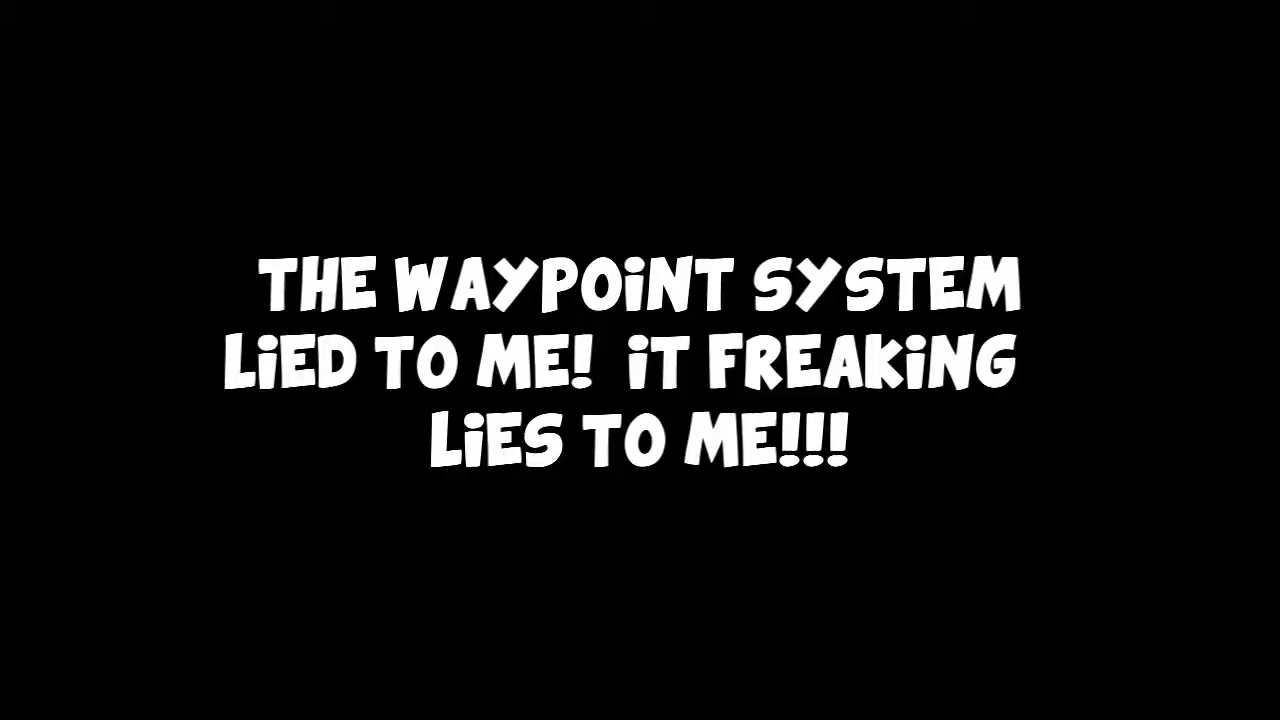 THE WAYPOINT SYSTEM
LIED TO ME! IT FREAKING
LIES TO ME!!!